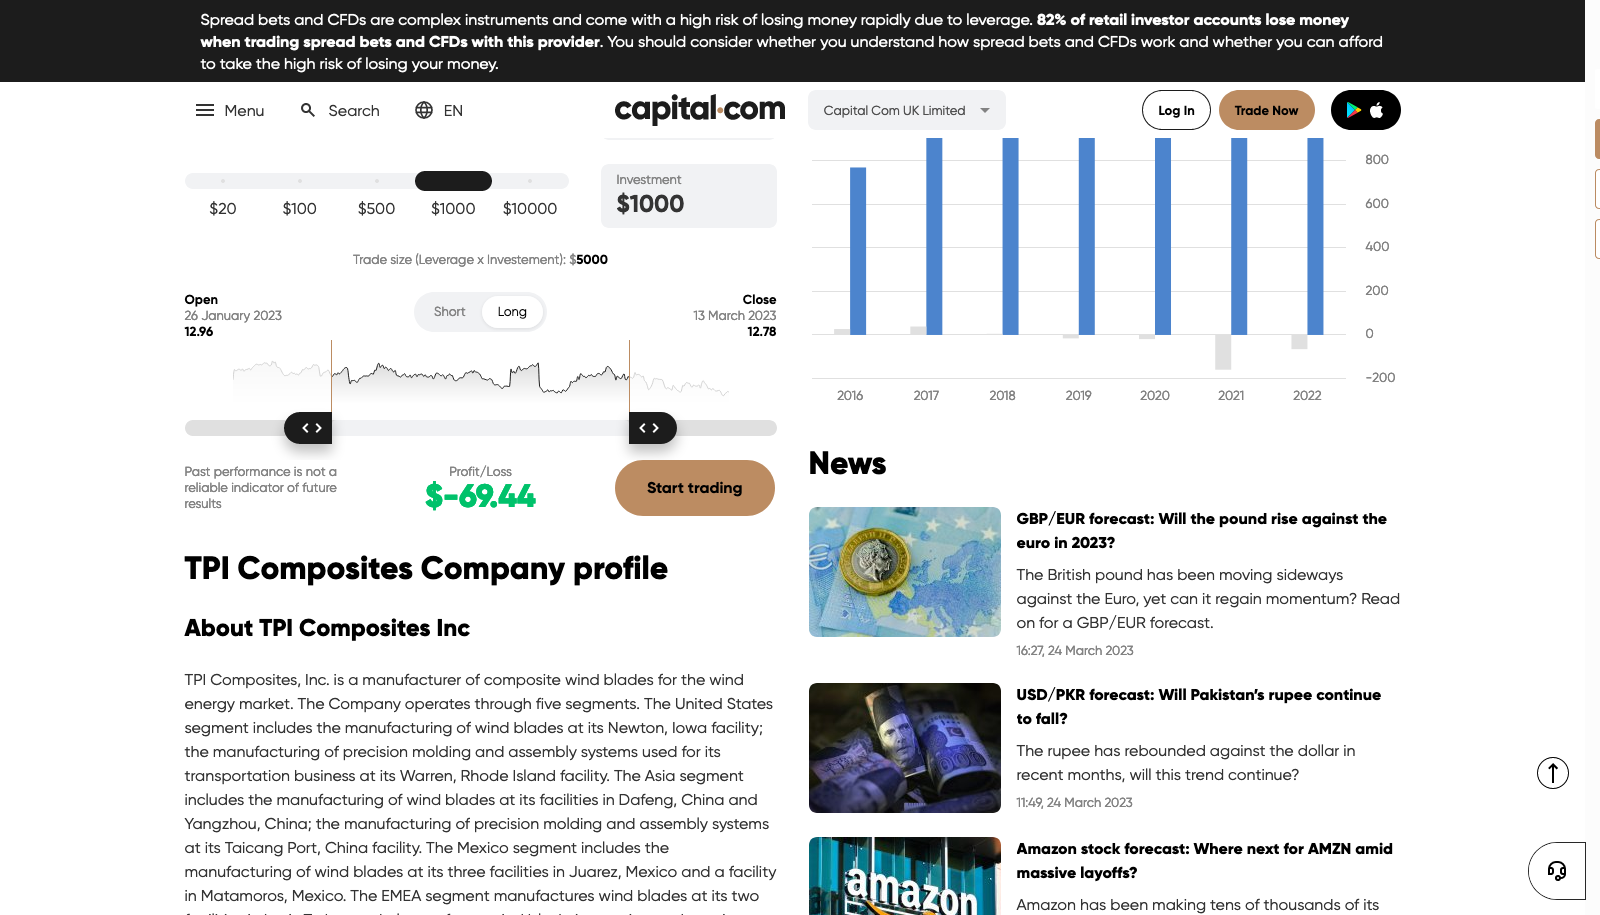 Spread bets and CFDs are complex instruments and come with a high risk of losing money rapidly due to leverage. 82% of retail investor accounts lose money
when trading spread bets and CFDs with this provider. You should consider whether you understand how spread bets and CFDs work and whether you can afford
to take the high risk of losing your money.
Menu
Search
EN
capital.com
Capital Com UK Limited
Log In
Trade Now
$20
$100
$500
$1000
$10000
Investment
$1000
Trade size (Leverage x Investement): $5000
Open
26 January 2023
12.96
Short
Long
Close
13 March 2023
12.78
Past performance is not a
reliable indicator of future
results
Profit/Loss
$-69.44
Start trading
TPI Composites Company profile
About TPI Composites Inc
TPI Composites, Inc. is a manufacturer of composite wind blades for the wind
energy market. The Company operates through five segments. The United States
segment includes the manufacturing of wind blades at its Newton, Iowa facility;
the manufacturing of precision molding and assembly systems used for its
transportation business at its Warren, Rhode Island facility. The Asia segment
includes the manufacturing of wind blades at its facilities in Dafeng, China and
Yangzhou, China; the manufacturing of precision molding and assembly systems
at its Taicang Port, China facility. The Mexico segment includes the
manufacturing of wind blades at its three facilities in Juarez, Mexico and a facility
in Matamoros, Mexico. The EMEA segment manufactures wind blades at its two
800
600
400
200
0
-200
2016
2017
2018
2019
2020
2021
2022
News
GBP/EUR forecast: Will the pound rise against the
euro in 2023?
The British pound has been moving sideways
against the Euro, yet can it regain momentum? Read
on for a GBP/EUR forecast.
16:27, 24 March 2023
USD/PKR forecast: Will Pakistan's rupee continue
to fall?
The rupee has rebounded against the dollar in
recent months, will this trend continue?
11:49, 24 March 2023
amazon
Amazon stock forecast: Where next for AMZN amid
massive layoffs?
Amazon has been making tens of thousands of its